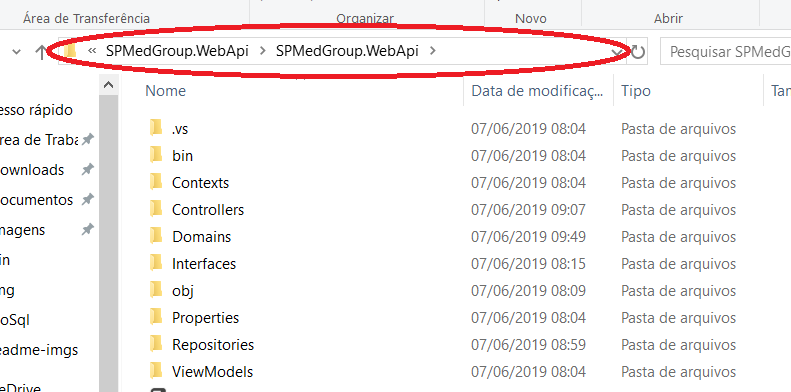 Área de Transferência Organizar Novo Abrir
« SPMedGroup.WebApi > SPMedGroup.WebApi > Pesquisar SPMedG
Nome Data de modificaç... Tipo Tan
esso rápido
.vs 07/06/2019 08:04 Pasta de arquivos
rea de Traba
bin 07/06/2019 08:04 Pasta de arquivos
ownloads
Contexts 07/06/2019 08:04 Pasta de arquivos
ocumentos
Controllers 07/06/2019 09:07 Pasta de arquivos
magens
Domains 07/06/2019 09:49 Pasta de arquivos
in
Interfaces 07/06/2019 08:15 Pasta de arquivos
ng
obj 07/06/2019 08:09 Pasta de arquivos
oSql
Properties 07/06/2019 08:04 Pasta de arquivos
eadme-imgs
Repositories 07/06/2019 08:59 Pasta de arquivos
eDrive
ViewModels 07/06/2019 08:04 Pasta de arquivos